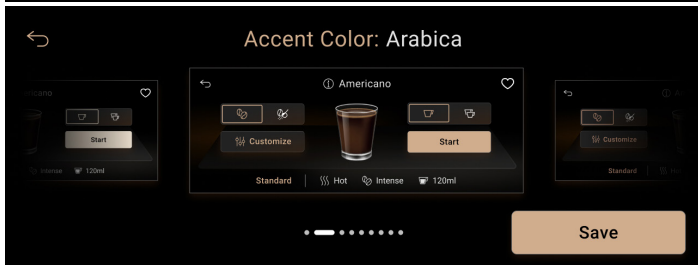 Accent Color: Arabica
Americano
Customize
Start
Standard
Hot
Intense
120ml
Start
Intense
120ml
Customize
Standard
Save